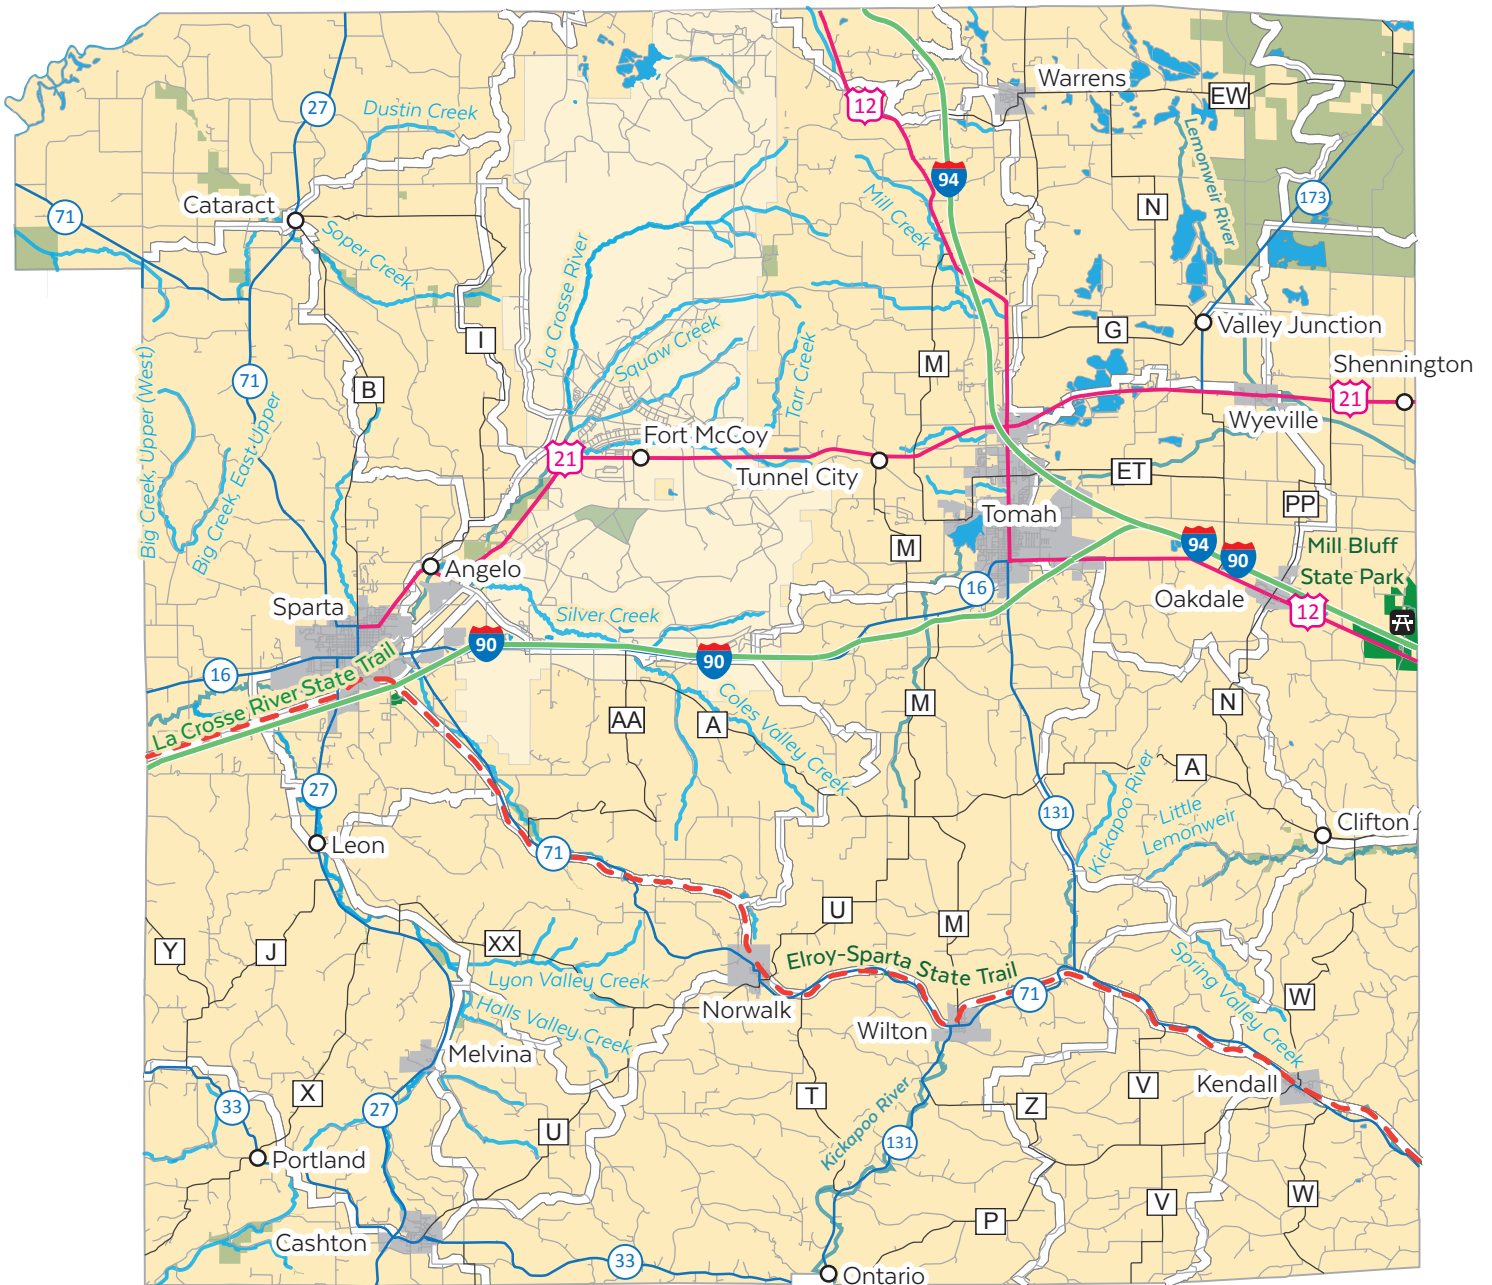 Warrens
EW
12
27
Dustin Creek
94
Lemonweir River
Mill Creek
N
173
71
Cataract
Soper Creek
La Crosse River
Squaw Creek
Tarr Creek
I
G
Valley Junction
M
Shennington
71
B
21
Wyeville
Big Creek, Upper (West)
Big Creek, East-Upper
21
Fort McCoy
Tunnel City
ET
PP
Tomah
M
94
90
Mill Bluff
State Park
Angelo
16
Oakdale
12
Sparta
Silver Creek
90
90
16
La Crosse River State Trail
AA
A
Coles Valley Creek
M
N
A
27
131
Kickapoo River
Little
Lemonweir
Clifton
Leon
71
U
M
Y
J
XX
Elroy-Sparta State Trail
Spring Valley Creek
Lyon Valley Creek
71
W
Halls Valley Creek
Norwalk
Wilton
Melvina
Kendall
X
33
27
T
Z
V
U
Kickapoo River
131
Portland
V
W
P
Cashton
33
Ontario